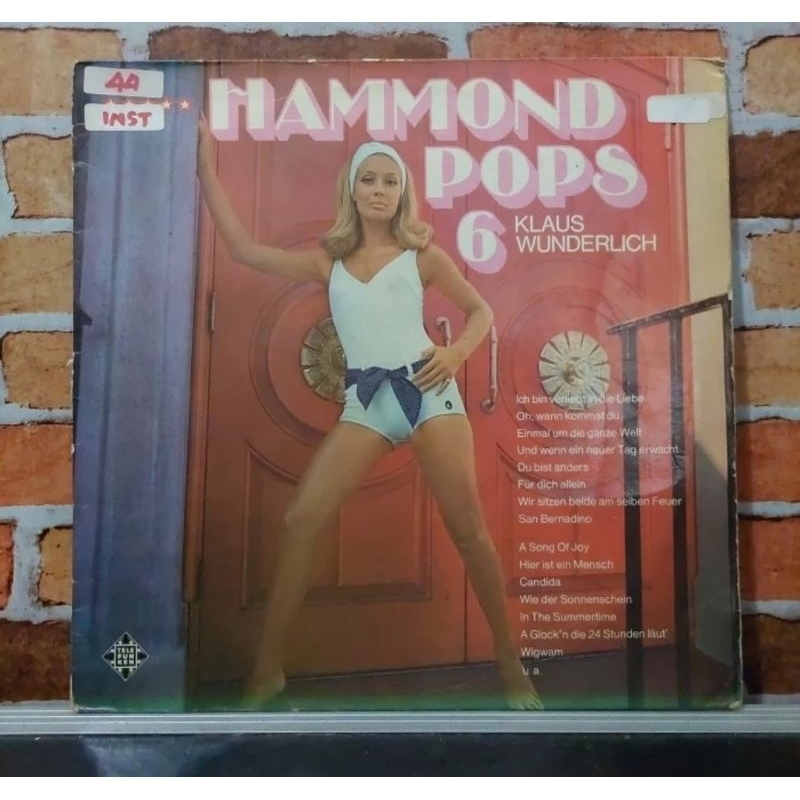 44
INST
HAMMOND
POPS
6 KLAUS
WUNDERLICH
Ich bin verliebt in die Liebe
Oh, wann kommst du
Einmal um die ganze Welt
Und wenn ein neuer Tag erwacht
Du bist anders
Für dich allein
Wir sitzen beide am selben Feuer
San Bernadino
A Song Of Joy
Hier ist ein Mensch
Candida
Wie der Sonnenschein
In The Summertime
A Glock'n die 24 Stunden läut'
Wigwam
u.a.
TELE
FUN
KEN